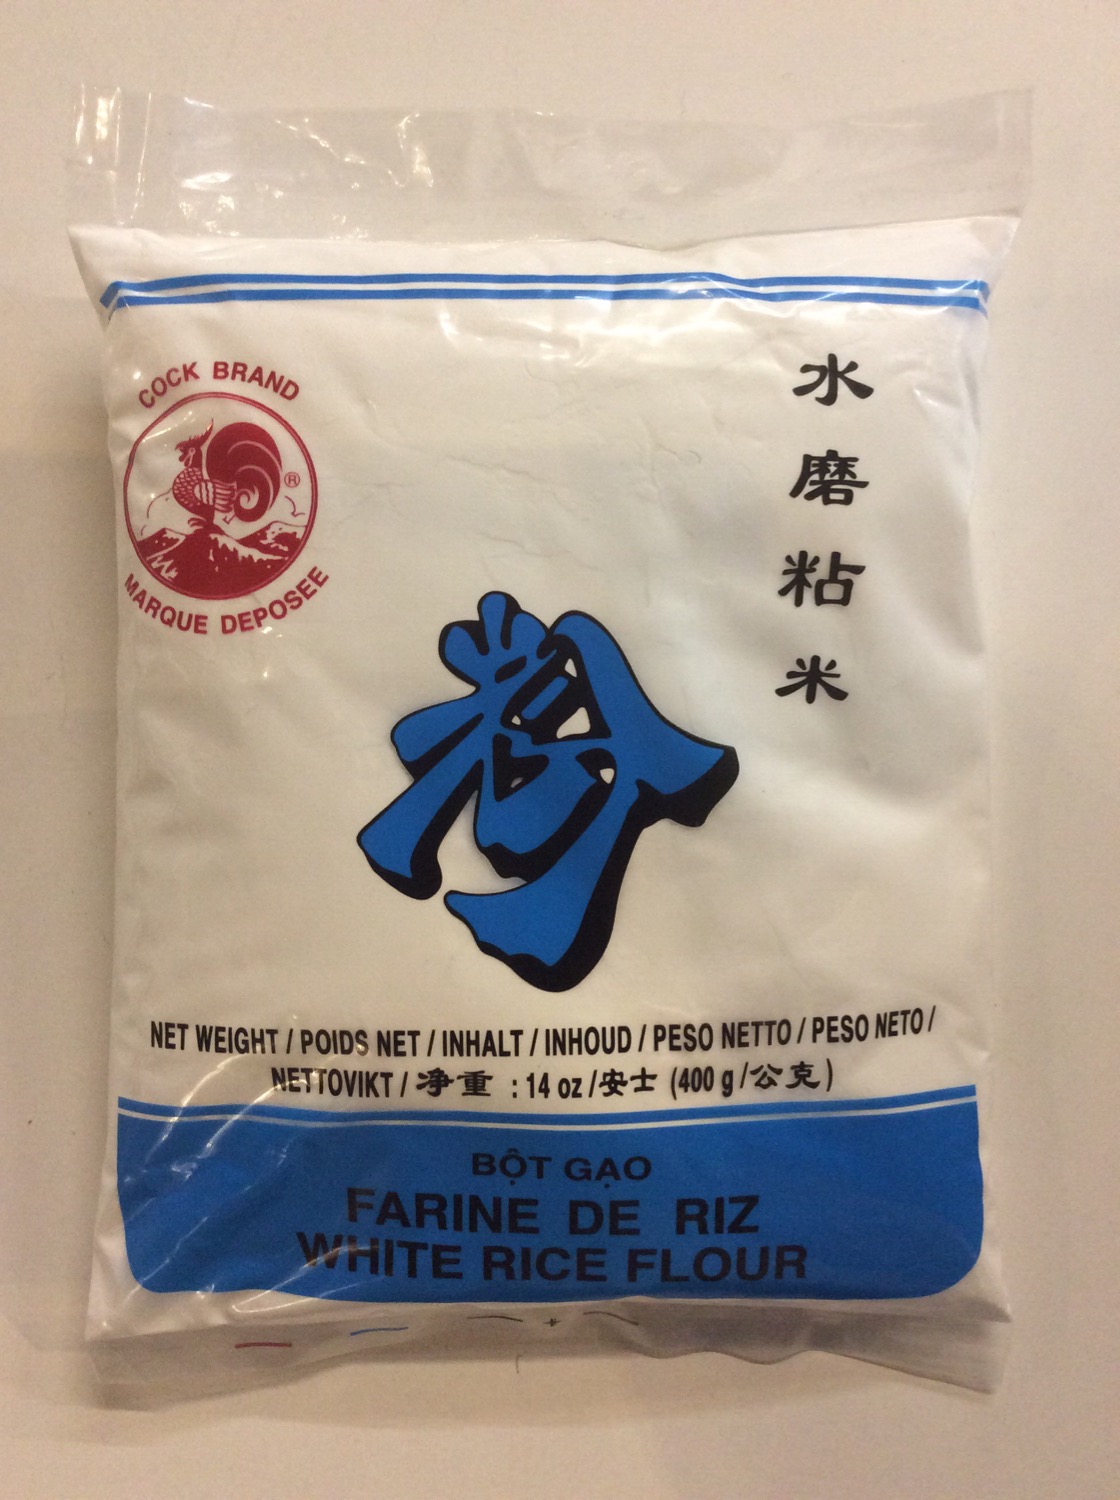 COCK BRAND
®
MARQUE DEPOSEE
水磨粘米
粉
NET WEIGHT / POIDS NET / INHALT / INHOUD / PESO NETTO / PESO NETO /
NETTOVIKT / 淨重 : 14 oz /安士 (400 g /公克)
BỘT GẠO
FARINE DE RIZ
WHITE RICE FLOUR